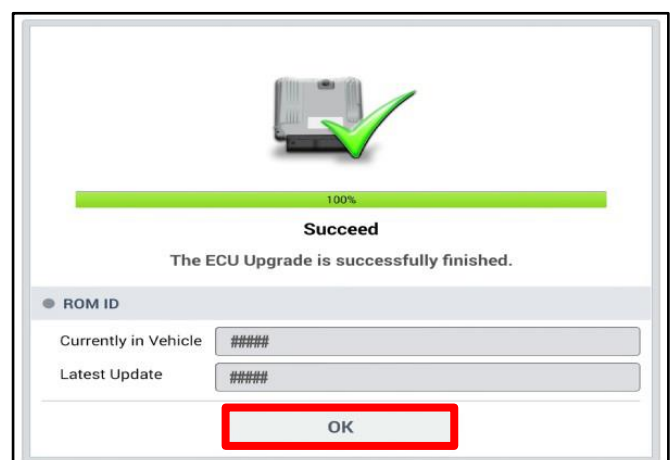 100%
Succeed
The ECU Upgrade is successfully finished.
ROM ID
Currently in Vehicle #####
Latest Update #####
OK